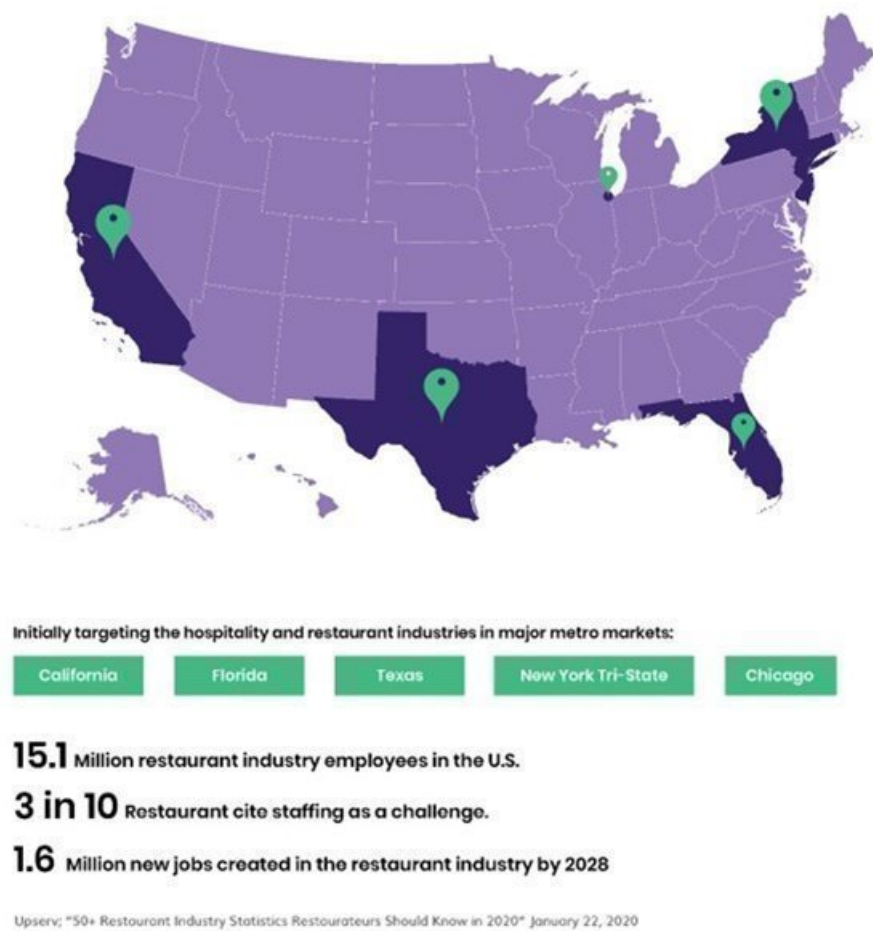 Initially targeting the hospitality and restaurant industries in major metro markets:
California Florida Texas New York Tri-State Chicago
15.1 Million restaurant industry employees in the U.S.
3 in 10 Restaurant cite staffing as a challenge.
1.6 Million new jobs created in the restaurant industry by 2028
Upserv; "50+ Restaurant Industry Statistics Restaurateurs Should Know in 2020" January 22, 2020